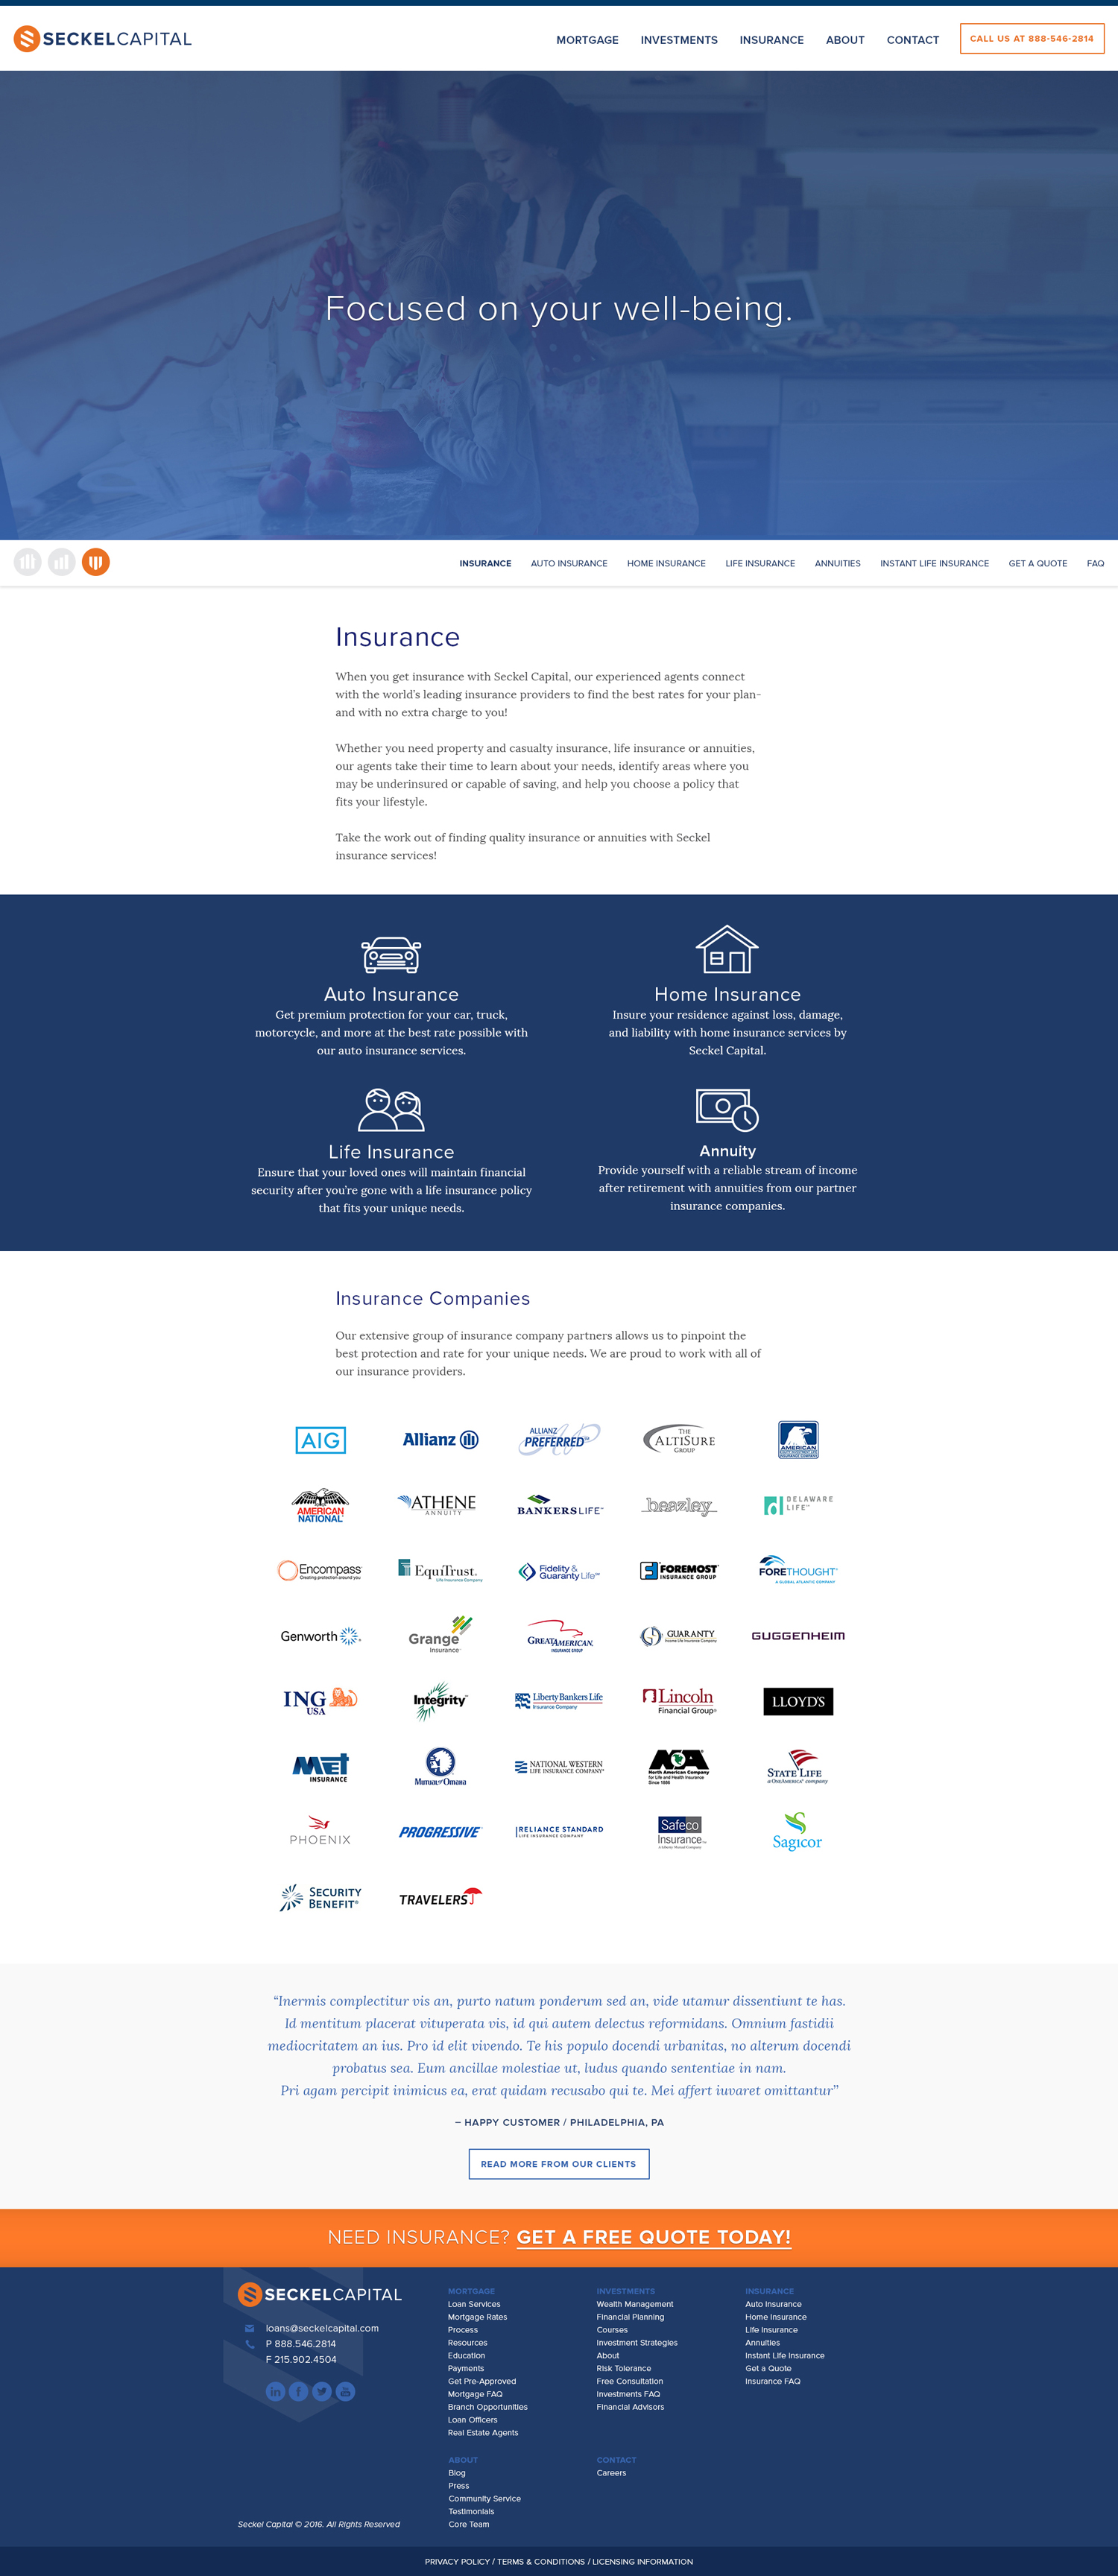 SECKELCAPITAL
MORTGAGE INVESTMENTS INSURANCE ABOUT CONTACT CALL US AT 888-546-2814
Focused on your well-being.
INSURANCE AUTO INSURANCE HOME INSURANCE LIFE INSURANCE ANNUITIES INSTANT LIFE INSURANCE GET A QUOTE FAQ
Insurance
When you get insurance with Seckel Capital, our experienced agents connect
with the world's leading insurance providers to find the best rates for your plan-
and with no extra charge to you!
Whether you need property and casualty insurance, life insurance or annuities,
our agents take their time to learn about your needs, identify areas where you
may be underinsured or capable of saving, and help you choose a policy that
fits your lifestyle.
Take the work out of finding quality insurance or annuities with Seckel
insurance services!
Auto Insurance
Get premium protection for your car, truck,
motorcycle, and more at the best rate possible with
our auto insurance services.
Home Insurance
Insure your residence against loss, damage,
and liability with home insurance services by
Seckel Capital.
Life Insurance
Ensure that your loved ones will maintain financial
security after you're gone with a life insurance policy
that fits your unique needs.
Annuity
Provide yourself with a reliable stream of income
after retirement with annuities from our partner
insurance companies.
Insurance Companies
Our extensive group of insurance company partners allows us to pinpoint the
best protection and rate for your unique needs. We are proud to work with all of
our insurance providers.
AIG
Allianz
ALLIANZ
PREFERRED
THE
ALTISURE
GROUP
AMERICAN
AMERICAN
NATIONAL
ATHENE
ANNUITY
BANKERS LIFE
beazley
DELAWARE
LIFE
Encompass
Creating protection around you
EquiTrust
Life Insurance Company
Fidelity &
Guaranty Life
FOREMOST
INSURANCE GROUP
FORETHOUGHT
A GLOBAL ATLANTIC COMPANY
Genworth
Grange
Insurance
GREAT AMERICAN
INSURANCE GROUP
GUARANTY
Income Life Insurance Company
GUGGENHEIM
ING
USA
Integrity
Liberty Bankers Life
Insurance Company
Lincoln
Financial Group®
LLOYD'S
Met
INSURANCE
MUTUAL of OMAHA
NATIONAL WESTERN
LIFE INSURANCE COMPANY®
NA
North American Company
for Life and Health Insurance
Since 1886
STATE LIFE
a ONEAMERICA® company
PHOENIX
PROGRESSIVE
RELIANCE STANDARD
LIFE INSURANCE COMPANY
Safeco
Insurance™
A Liberty Mutual Company
Sagicor
SECURITY
BENEFIT®
TRAVELERS
“Inermis complectitur vis an, purto natum ponderum sed an, vide utamur dissentiunt te has.
Id mentitum placerat vituperata vis, id qui autem delectus reformidans. Omnium fastidii
mediocritatem an ius. Pro id elit vivendo. Te his populo docendi urbanitas, no alterum docendi
probatus sea. Eum ancillae molestiae ut, ludus quando sententiae in nam.
Pri agam percipit inimicus ea, erat quidam recusabo qui te. Mei affert iuvaret omittantur”
– HAPPY CUSTOMER / PHILADELPHIA, PA
READ MORE FROM OUR CLIENTS
NEED INSURANCE? GET A FREE QUOTE TODAY!
SECKELCAPITAL
loans@seckelcapital.com
P 888.546.2814
F 215.902.4504
MORTGAGE
Loan Services
Mortgage Rates
Process
Resources
Education
Payments
Get Pre-Approved
Mortgage FAQ
Branch Opportunities
Loan Officers
Real Estate Agents
INVESTMENTS
Wealth Management
Financial Planning
Courses
Investment Strategies
About
Risk Tolerance
Free Consultation
Investments FAQ
Financial Advisors
INSURANCE
Auto Insurance
Home Insurance
Life Insurance
Annuities
Instant Life Insurance
Get a Quote
Insurance FAQ
ABOUT
Blog
Press
Community Service
Testimonials
Core Team
CONTACT
Careers
Seckel Capital © 2016. All Rights Reserved
PRIVACY POLICY / TERMS & CONDITIONS / LICENSING INFORMATION